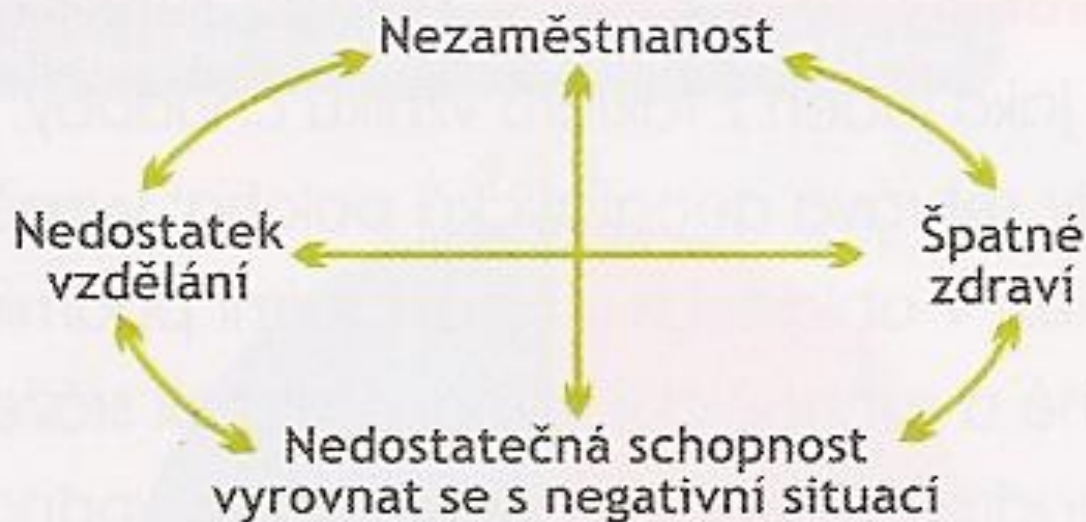 Nezaměstnanost
Nedostatek
vzdělání
Špatné
zdraví
Nedostatečná schopnost
vyrovnat se s negativní situací